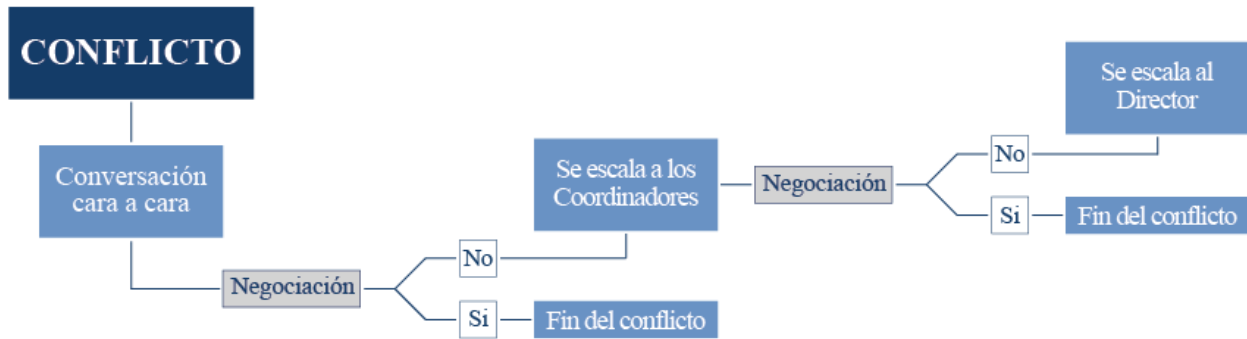 CONFLICTO
Conversación
cara a cara
Negociación
No
Si
Fin del conflicto
Se escala a los
Coordinadores
Negociación
No
Si
Fin del conflicto
Se escala al
Director